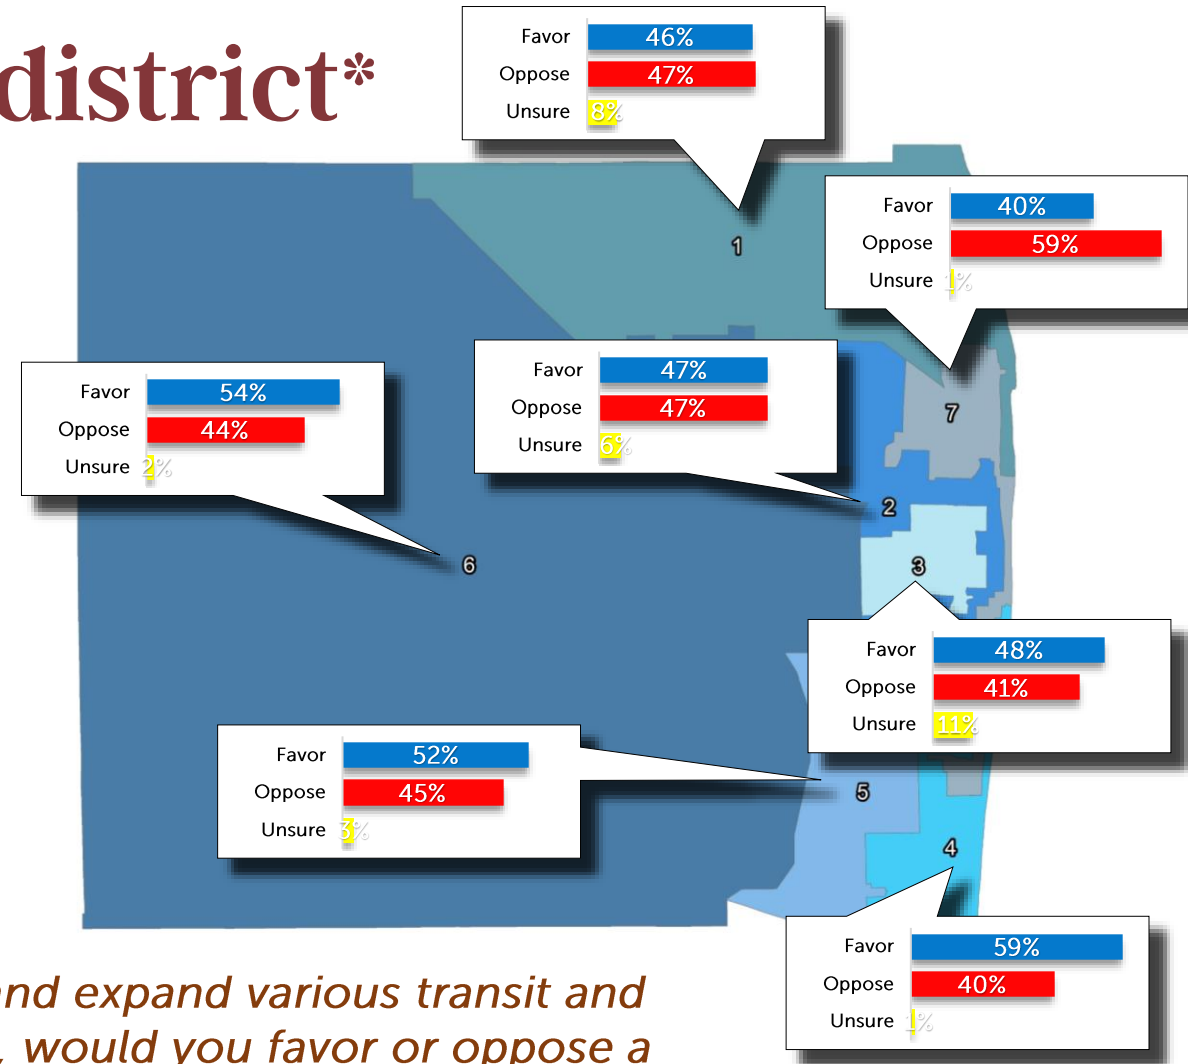 district*
Favor 46%
Oppose 47%
Unsure 8%
1
Favor 40%
Oppose 59%
Unsure 1%
7
Favor 54%
Oppose 44%
Unsure 2%
6
Favor 47%
Oppose 47%
Unsure 6%
2
3
Favor 48%
Oppose 41%
Unsure 11%
Favor 52%
Oppose 45%
Unsure 3%
5
4
Favor 59%
Oppose 40%
Unsure 1%
and expand various transit and
, would you favor or oppose a